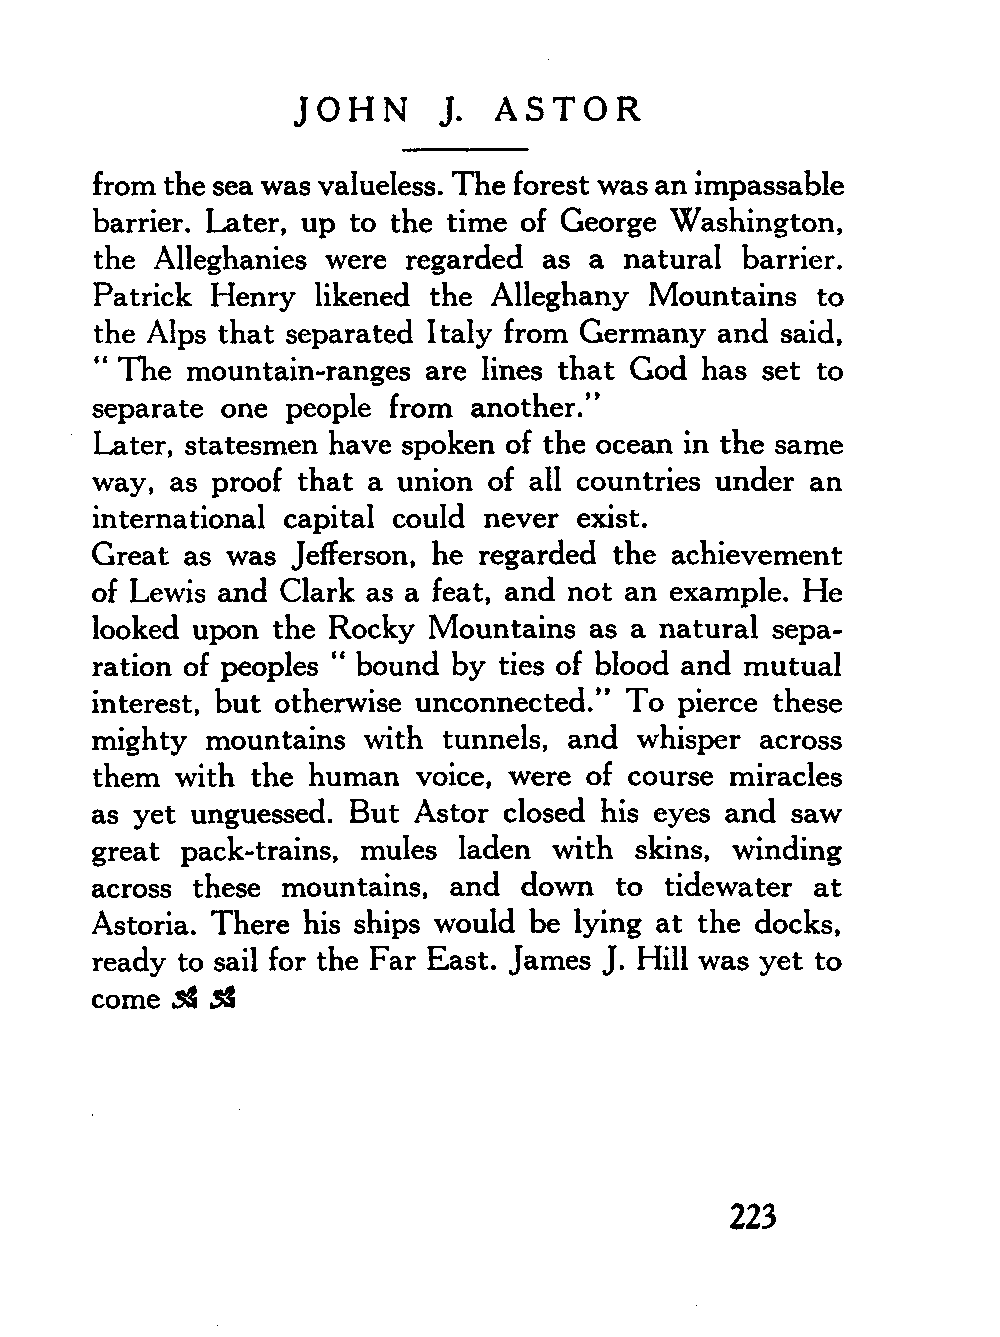 JOHN J. ASTOR
from the sea was valueless. The forest was an impassable
barrier. Later, up to the time of George Washington,
the Alleghanies were regarded as a natural barrier.
Patrick Henry likened the Alleghany Mountains to
the Alps that separated Italy from Germany and said,
“ The mountain-ranges are lines that God has set to
separate one people from another.”
Later, statesmen have spoken of the ocean in the same
way, as proof that a union of all countries under an
international capital could never exist.
Great as was Jefferson, he regarded the achievement
of Lewis and Clark as a feat, and not an example. He
looked upon the Rocky Mountains as a natural sepa-
ration of peoples “ bound by ties of blood and mutual
interest, but otherwise unconnected.” To pierce these
mighty mountains with tunnels, and whisper across
them with the human voice, were of course miracles
as yet unguessed. But Astor closed his eyes and saw
great pack-trains, mules laden with skins, winding
across these mountains, and down to tidewater at
Astoria. There his ships would be lying at the docks,
ready to sail for the Far East. James J. Hill was yet to
come
223